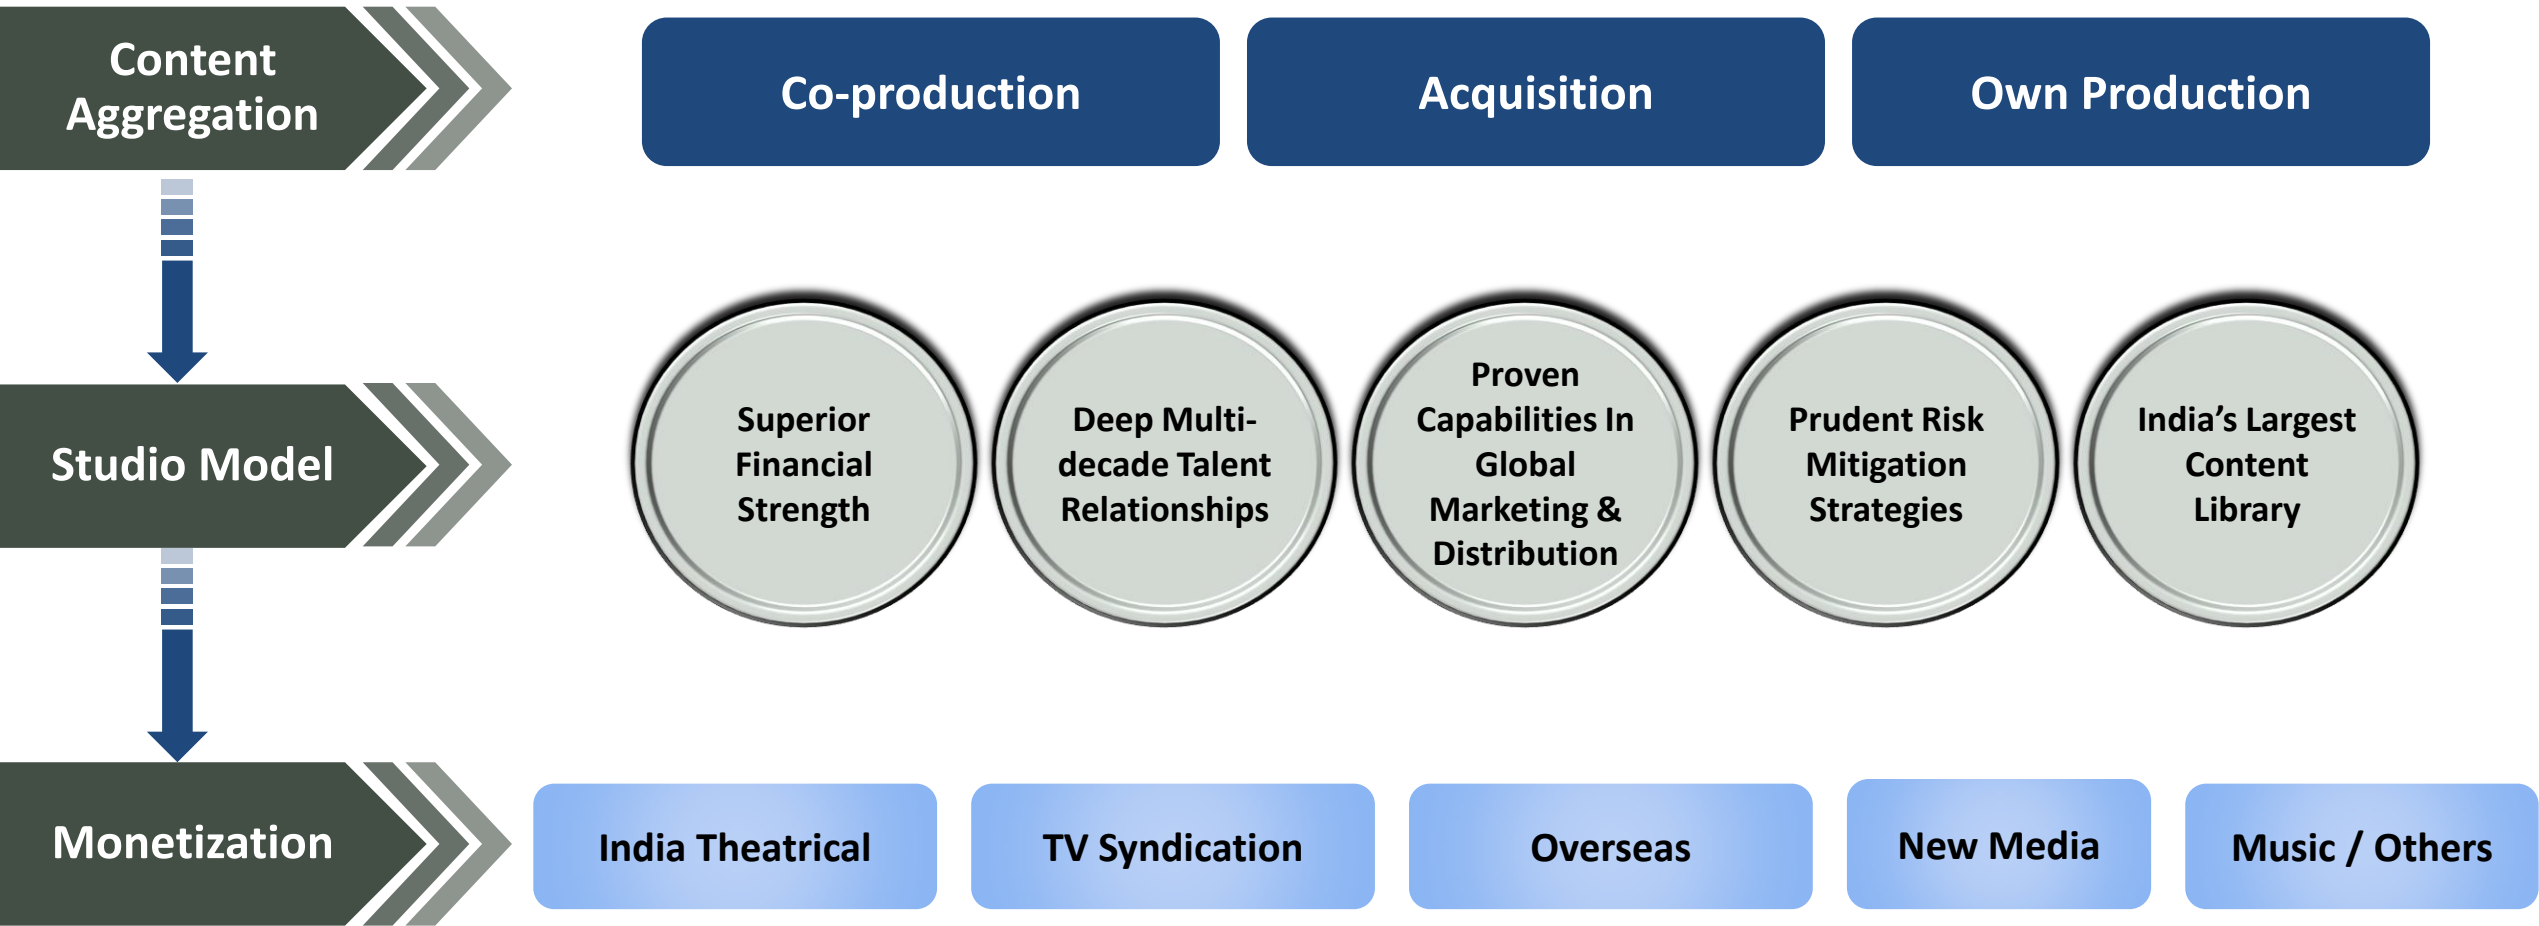 Content
Aggregation
Co-production
Acquisition
Own Production
Studio Model
Superior
Financial
Strength
Deep Multi-
decade Talent
Relationships
Proven
Capabilities In
Global
Marketing &
Distribution
Prudent Risk
Mitigation
Strategies
India’s Largest
Content
Library
Monetization
India Theatrical
TV Syndication
Overseas
New Media
Music / Others